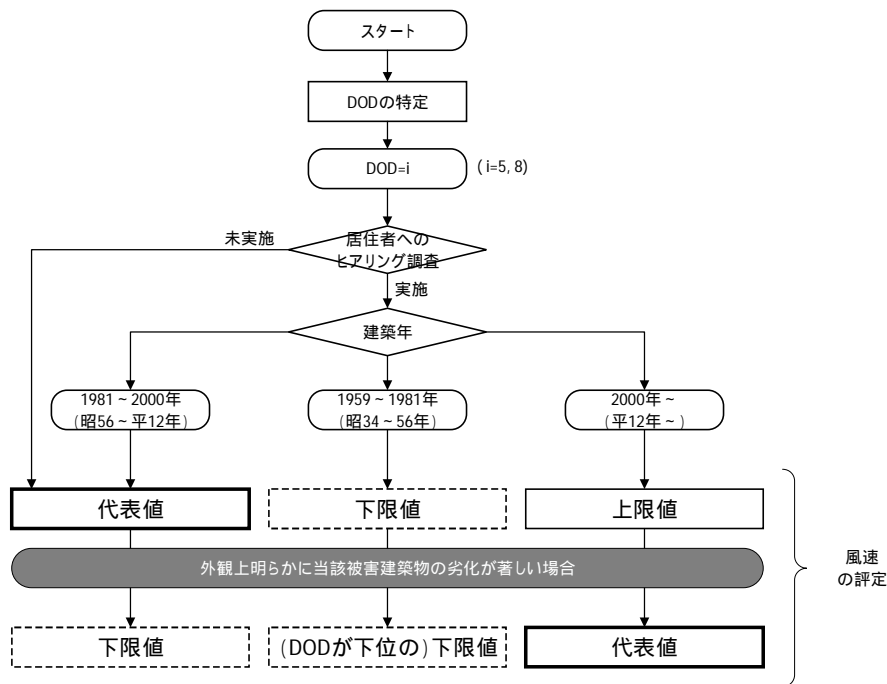 スタート
DODの特定
DOD=i
( i=5, 8)
未実施
居住者への
ヒアリング調査
実施
建築年
1981~2000年
(昭56~平12年)
1959~1981年
(昭34~56年)
2000年~
(平12年~)
代表値
下限値
上限値
外観上明らかに当該被害建築物の劣化が著しい場合
風速
の評定
下限値
(DODが下位の)下限値
代表値